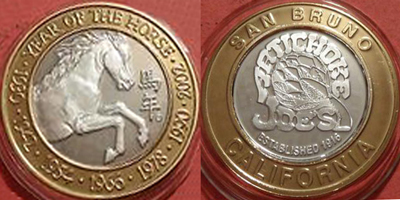 YEAR OF THE HORSE
1930 • 1942 • 1954 • 1966 • 1978 • 1990 • 2002
馬年
SAN BRUNO
ARTICHOKE
JOE'S
ESTABLISHED 1916
CALIFORNIA